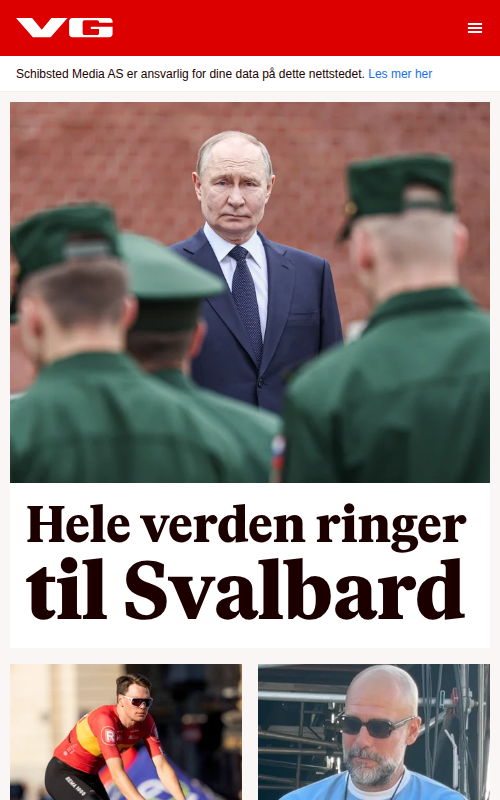 VG
Schibsted Media AS er ansvarlig for dine data på dette nettstedet. Les mer her
Hele verden ringer
til Svalbard